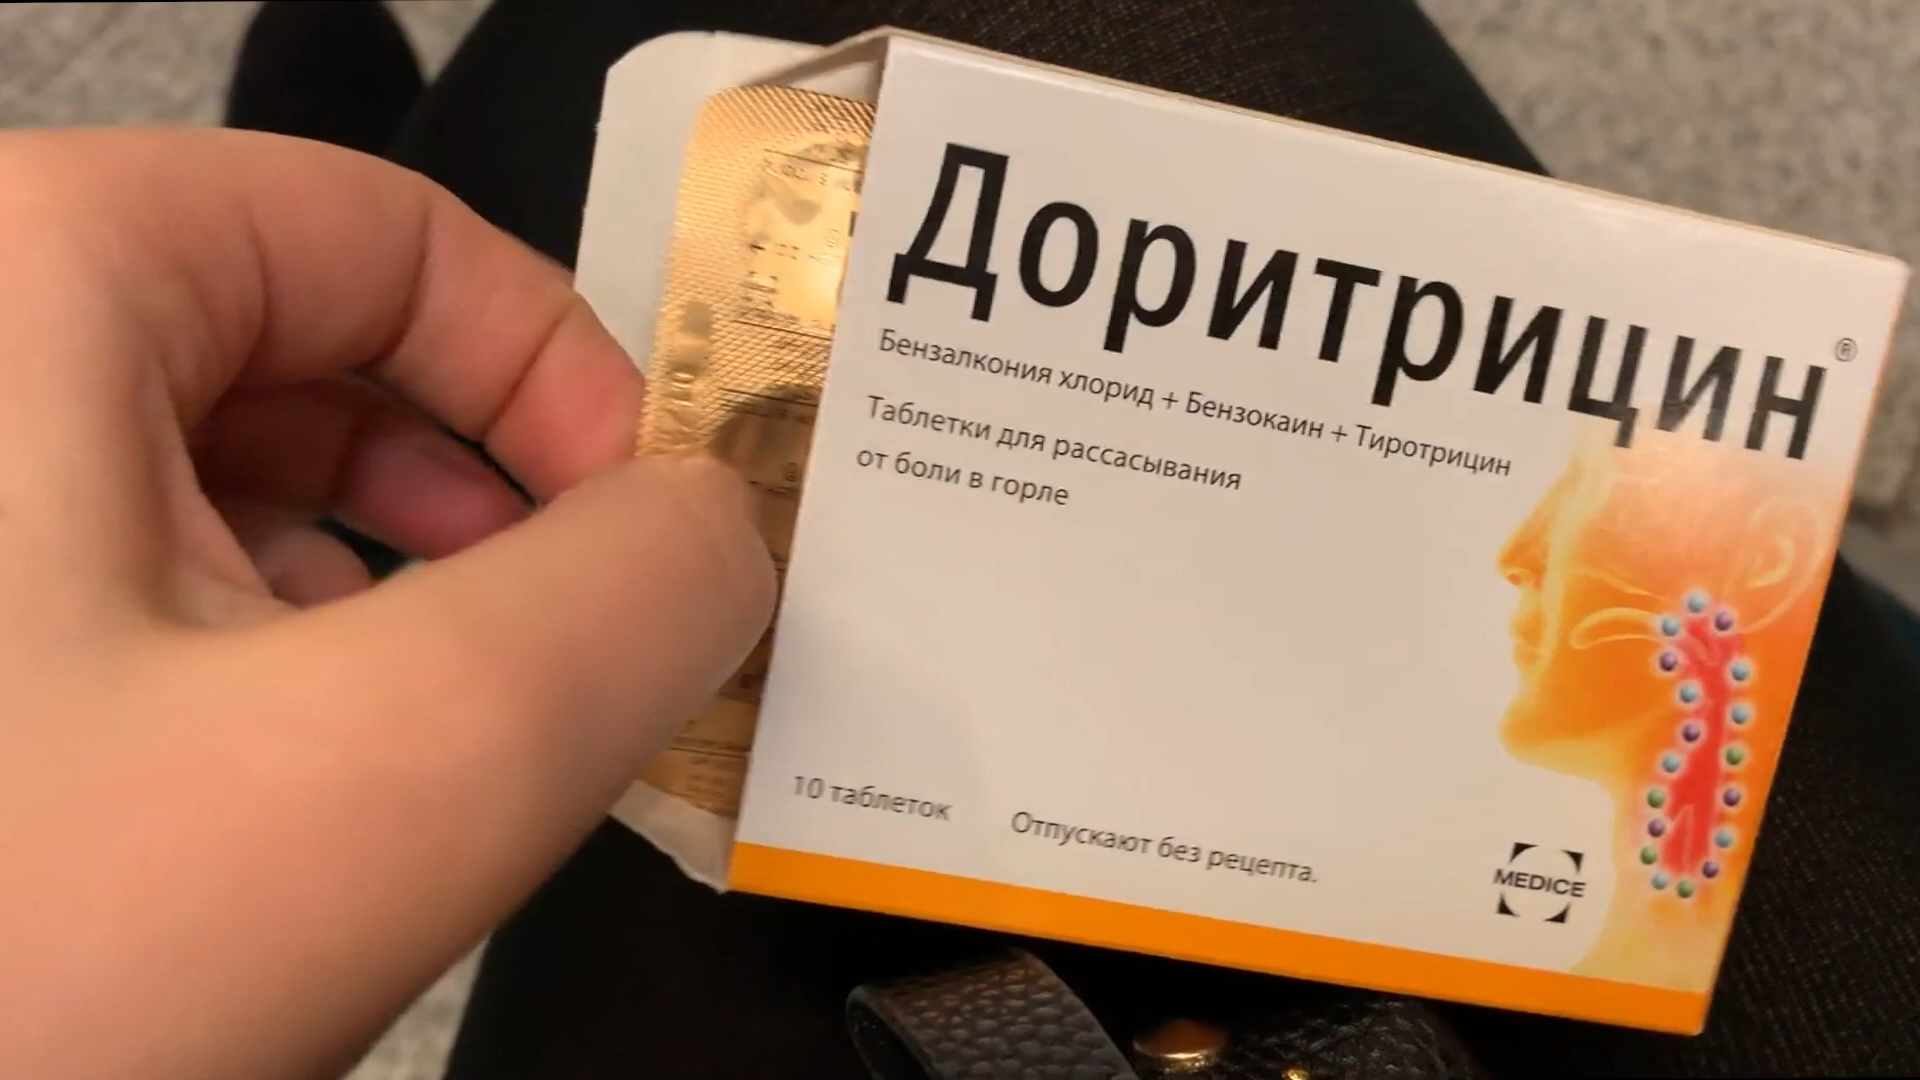 Доритрицин®
Бензалкония хлорид + Бензокаин + Тиротрицин
Таблетки для рассасывания
от боли в горле
10 таблеток
Отпускают без рецепта.
MEDICE